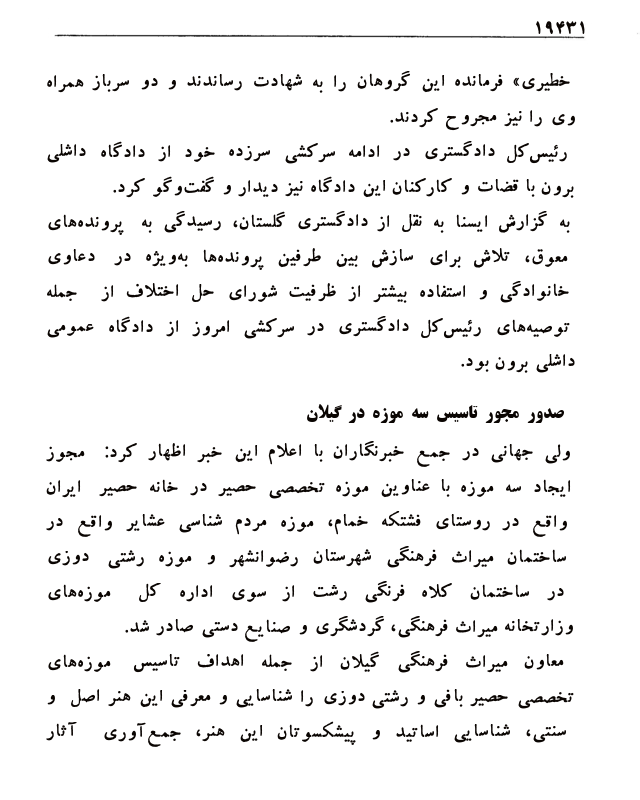 ۱۹۴۳۱
خطیری» فرمانده این گروهان را به شهادت رساندند و دو سرباز همراه
وی را نیز مجروح کردند.
رئیس‌کل دادگستری در ادامه سرکشی سرزده خود از دادگاه داشلی
برون با قضات و کارکنان این دادگاه نیز دیدار و گفت‌وگو کرد.
به گزارش ایسنا به نقل از دادگستری گلستان، رسیدگی به پرونده‌های
معوق، تلاش برای سازش بین طرفین پرونده‌ها به‌ویژه در دعاوی
خانوادگی و استفاده بیشتر از ظرفیت شورای حل اختلاف از جمله
توصیه‌های رئیس‌کل دادگستری در سرکشی امروز از دادگاه عمومی
داشلی برون بود.
صدور مجور تاسیس سه موزه در گیلان
ولی جهانی در جمع خبرنگاران با اعلام این خبر اظهار کرد: مجوز
ایجاد سه موزه با عناوین موزه تخصصی حصیر در خانه حصیر ایران
واقع در روستای فشتکه خمام، موزه مردم شناسی عشایر واقع در
ساختمان میراث فرهنگی شهرستان رضوانشهر و موزه رشتی دوزی
در ساختمان کلاه فرنگی رشت از سوی اداره کل موزه‌های
وزارتخانه میراث فرهنگی، گردشگری و صنایع دستی صادر شد.
معاون میراث فرهنگی گیلان از جمله اهداف تاسیس موزه‌های
تخصصی حصیر بافی و رشتی دوزی را شناسایی و معرفی این هنر اصل و
سنتی، شناسایی اساتید و پیشکسوتان این هنر، جمع‌آوری آثار